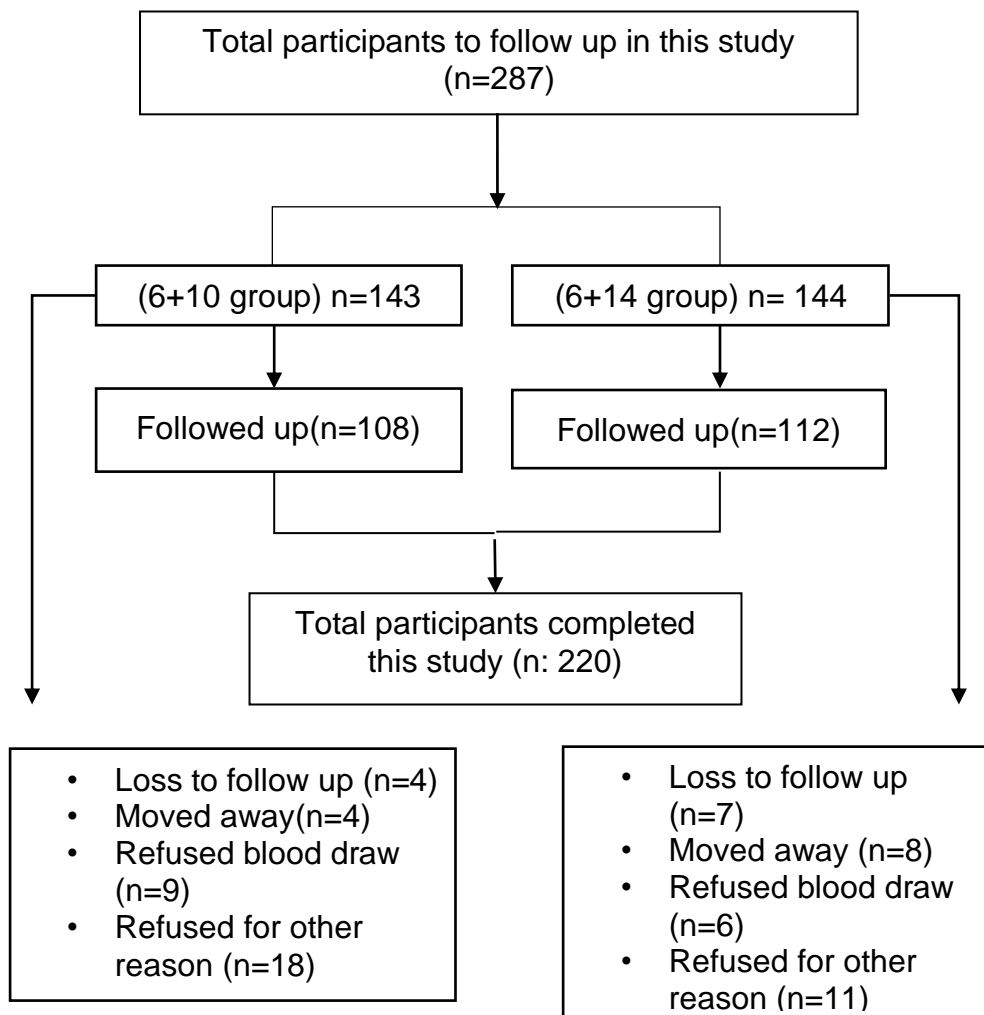 Total participants to follow up in this study
(n=287)
(6+10 group) n=143
(6+14 group) n= 144
Followed up(n=108)
Followed up(n=112)
Total participants completed
this study (n: 220)
• Loss to follow up (n=4)
• Moved away(n=4)
• Refused blood draw
(n=9)
• Refused for other
reason (n=18)
• Loss to follow up
(n=7)
• Moved away (n=8)
• Refused blood draw
(n=6)
• Refused for other
reason (n=11)